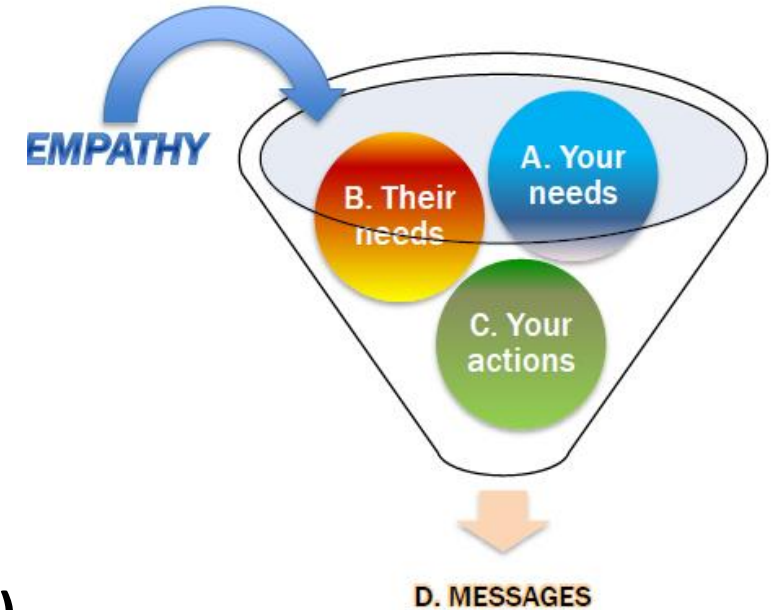 EMPATHY
A. Your
needs
B. Their
needs
C. Your
actions
D. MESSAGES
)